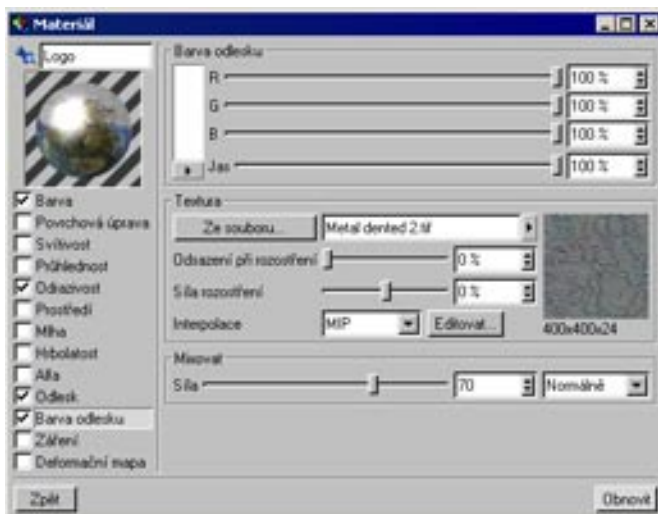 Materiál
Logo
Barva
Povrchová úprava
Svítivost
Průhlednost
Odrazivost
Prostředí
Mlha
Hrbolatost
Alfa
Odlesk
Barva odlesku
Záření
Deformační mapa
Barva odlesku
R 100 %
G 100 %
B 100 %
Jas 100 %
Textura
Ze souboru... Metal dented 2.tif
Odsazení při rozostření 0 %
Síla rozostření 0 %
Interpolace MIP Editovat... 400x400x24
Mixovat
Síla 70 Normálně
Zpět Obnovit